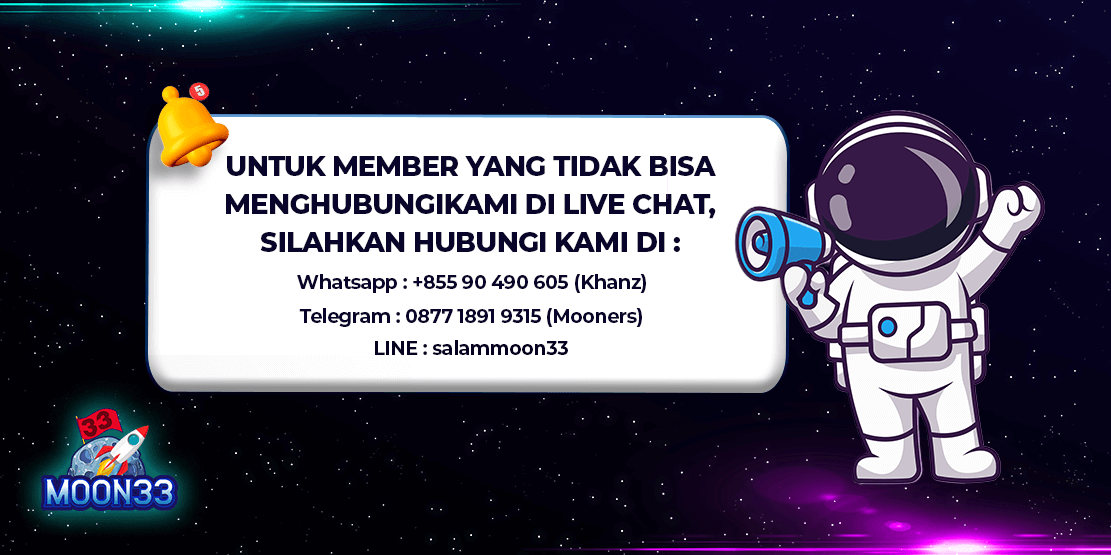 5
UNTUK MEMBER YANG TIDAK BISA
MENGHUBUNGIKAMI DI LIVE CHAT,
SILAHKAN HUBUNGI KAMI DI :
Whatsapp : +855 90 490 605 (Khanz)
Telegram : 0877 1891 9315 (Mooners)
LINE : salammoon33
33
MOON33